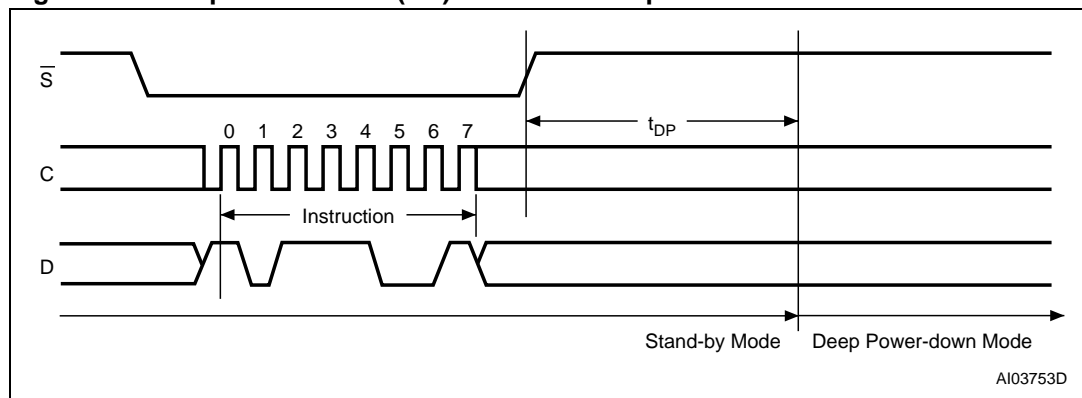 S
0 1 2 3 4 5 6 7
tDP
C
Instruction
D
Stand-by Mode Deep Power-down Mode
AI03753D